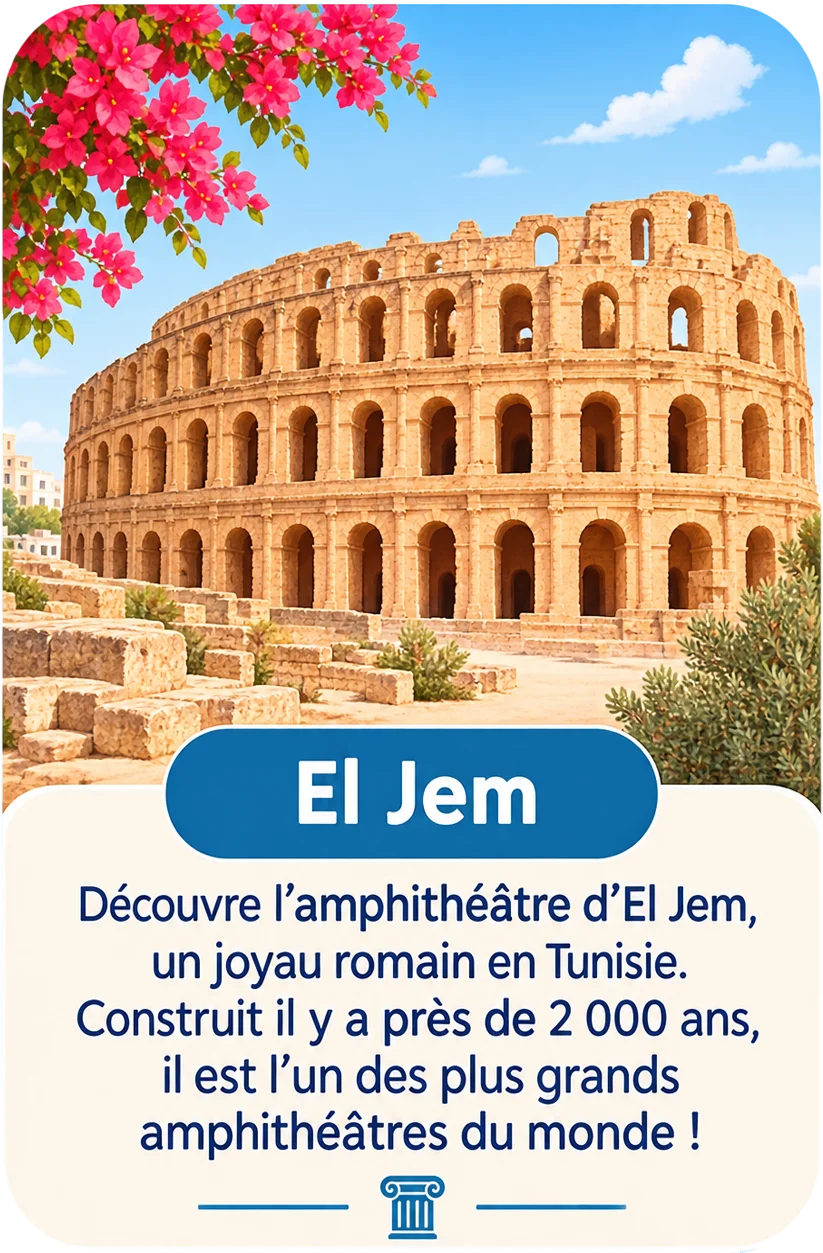 El Jem
Découvre l’amphithéâtre d’El Jem,
un joyau romain en Tunisie.
Construit il y a près de 2 000 ans,
il est l’un des plus grands
amphithéâtres du monde !